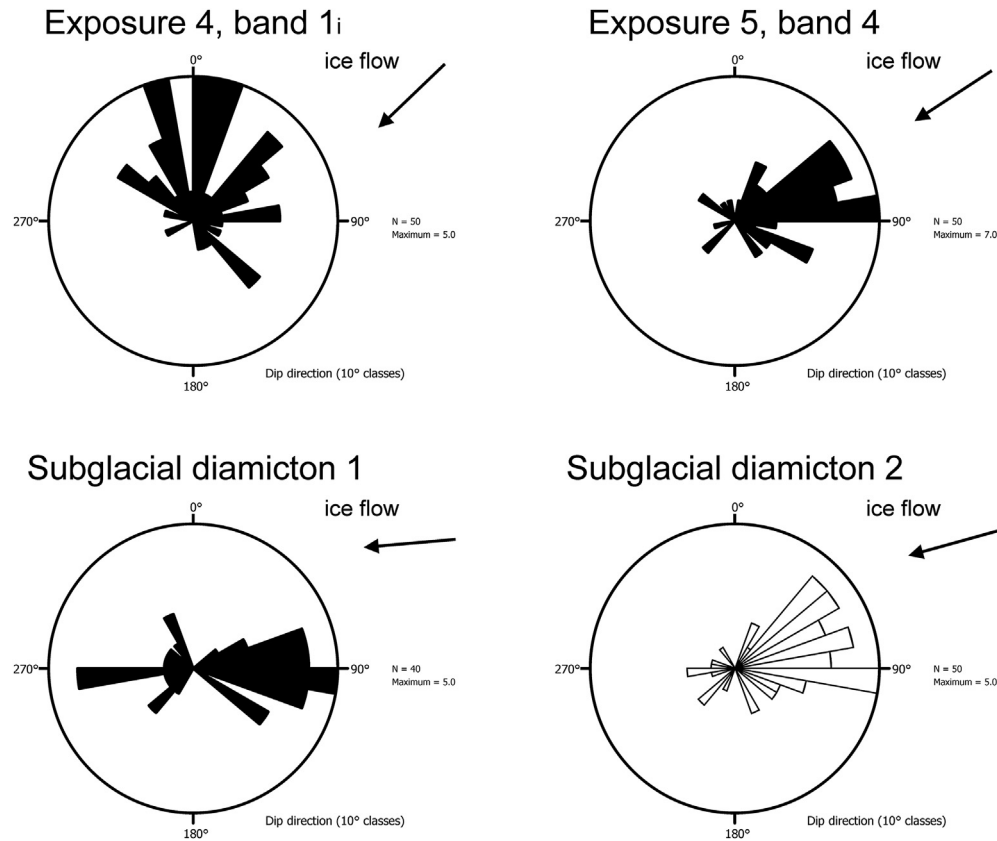 Exposure 4, band 1i
0°
ice flow
270°
90°
N = 50
Maximum = 5.0
Dip direction (10° classes)
180°
Exposure 5, band 4
0°
ice flow
270°
90°
N = 50
Maximum = 7.0
Dip direction (10° classes)
180°
Subglacial diamicton 1
0°
ice flow
270°
90°
N = 40
Maximum = 5.0
Dip direction (10° classes)
180°
Subglacial diamicton 2
0°
ice flow
270°
90°
N = 50
Maximum = 5.0
Dip direction (10° classes)
180°